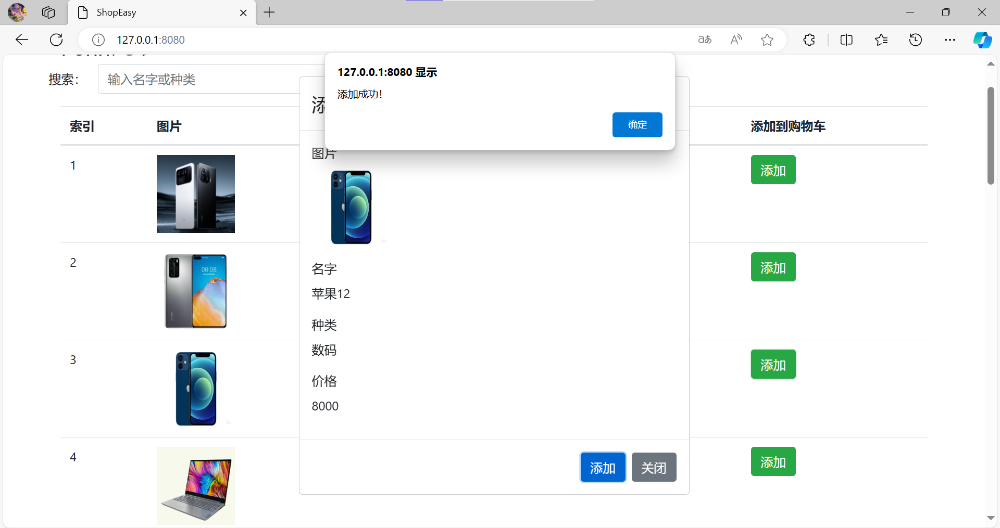 ShopEasy
127.0.0.1:8080
127.0.0.1:8080 显示
添加成功!
确定
搜索:
输入名字或种类
索引
图片
添加到购物车
添
图片
1
添加
2
08:08
添加
名字
苹果12
种类
数码
3
添加
价格
8000
4
添加
添加
关闭